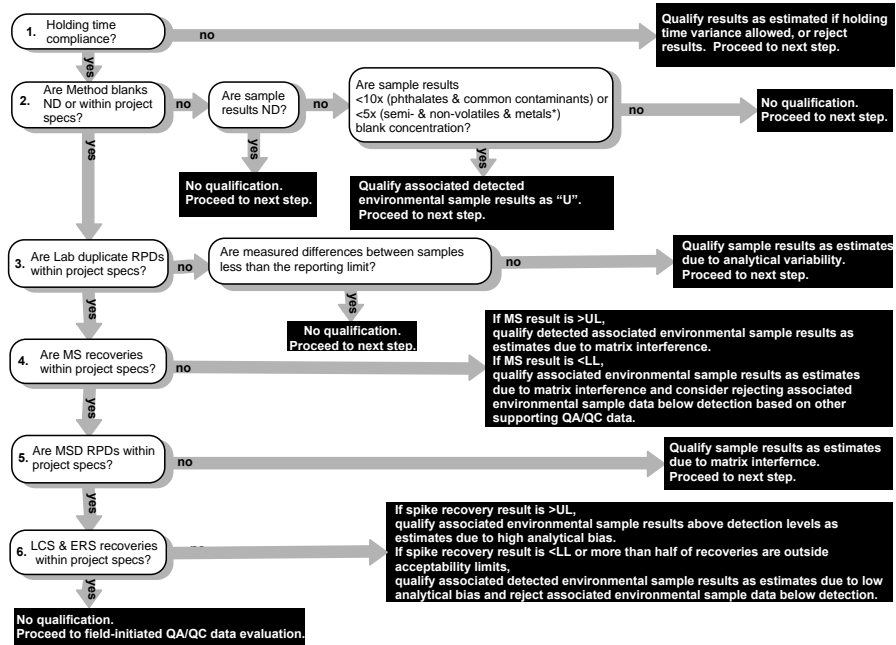 1. Holding time
compliance?
no
Qualify results as estimated if holding
time variance allowed, or reject
results. Proceed to next step.
yes
2. Are Method blanks
ND or within project
specs?
no
Are sample
results ND?
no
Are sample results
<10x (phthalates & common contaminants) or
<5x (semi- & non-volatiles & metals*)
blank concentration?
no
No qualification.
Proceed to next step.
yes
yes
yes
No qualification.
Proceed to next step.
Qualify associated detected
environmental sample results as “U”.
Proceed to next step.
3. Are Lab duplicate RPDs
within project specs?
no
Are measured differences between samples
less than the reporting limit?
no
Qualify sample results as estimates
due to analytical variability.
Proceed to next step.
yes
yes
No qualification.
Proceed to next step.
4. Are MS recoveries
within project specs?
no
If MS result is >UL,
qualify detected associated environmental sample results as
estimates due to matrix interference.
If MS result is <LL,
qualify associated environmental sample results as estimates
due to matrix interference and consider rejecting associated
environmental sample data below detection based on other
supporting QA/QC data.
yes
5. Are MSD RPDs within
project specs?
no
Qualify sample results as estimates
due to matrix interfernce.
Proceed to next step.
yes
6. LCS & ERS recoveries
within project specs?
no
If spike recovery result is >UL,
qualify associated environmental sample results above detection levels as
estimates due to high analytical bias.
If spike recovery result is <LL or more than half of recoveries are outside
acceptability limits,
qualify associated detected environmental sample results as estimates due to low
analytical bias and reject associated environmental sample data below detection.
yes
No qualification.
Proceed to field-initiated QA/QC data evaluation.